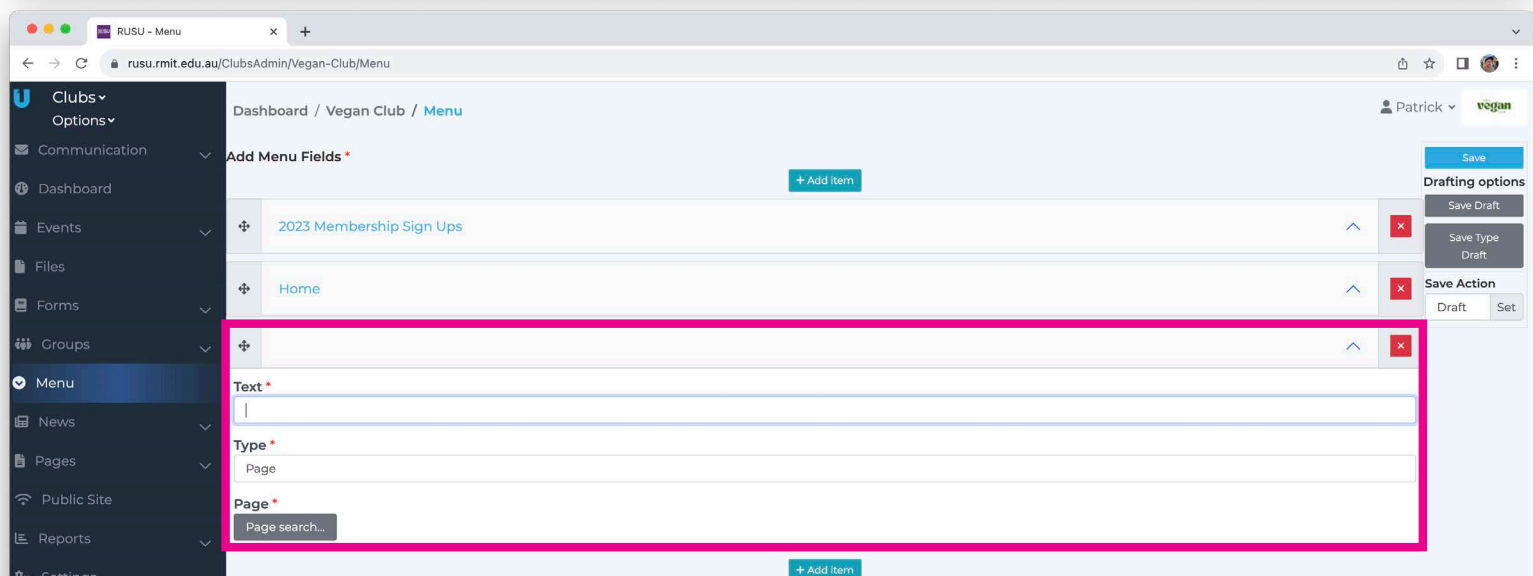 RUSU RUSU - Menu
rusu.rmit.edu.au/ClubsAdmin/Vegan-Club/Menu
Clubs
Options
Communication
Dashboard
Events
Files
Forms
Groups
Menu
News
Pages
Public Site
Reports
Settings
Dashboard / Vegan Club / Menu
Patrick
vegan
Add Menu Fields *
+ Add item
2023 Membership Sign Ups
Home
Text *
Type *
Page
Page *
Page search...
+ Add item
Save
Drafting options
Save Draft
Save Type
Draft
Save Action
Draft Set